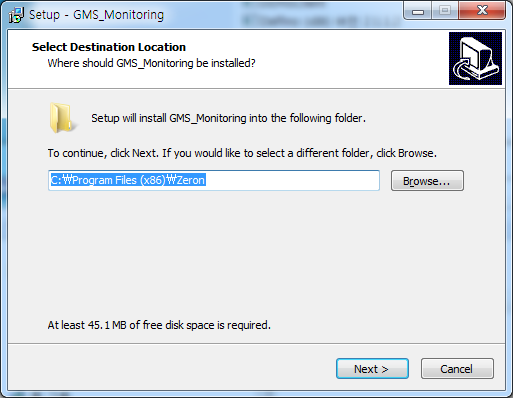 Setup - GMS_Monitoring
Select Destination Location
Where should GMS_Monitoring be installed?
Setup will install GMS_Monitoring into the following folder.
To continue, click Next. If you would like to select a different folder, click Browse.
C:₩Program Files (x86)₩Zeron
Browse...
At least 45.1 MB of free disk space is required.
Next >
Cancel